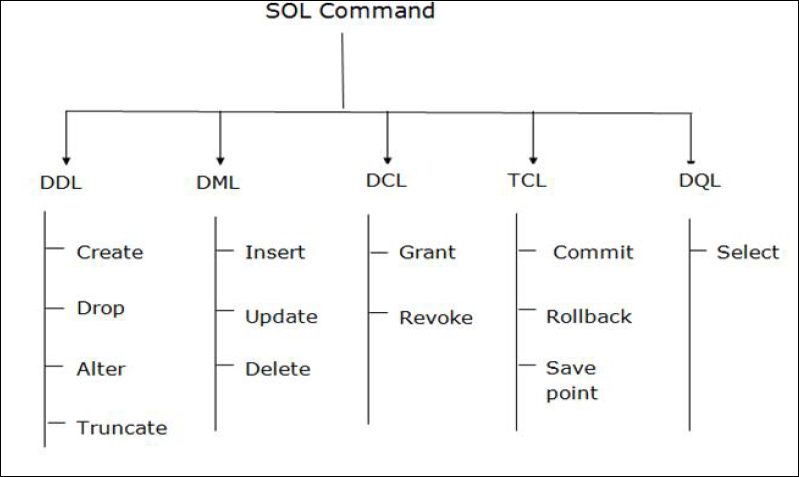 SOL Command
DDL
DML
DCL
TCL
DQL
Create
Drop
Alter
Truncate
Insert
Update
Delete
Grant
Revoke
Commit
Rollback
Save
point
Select